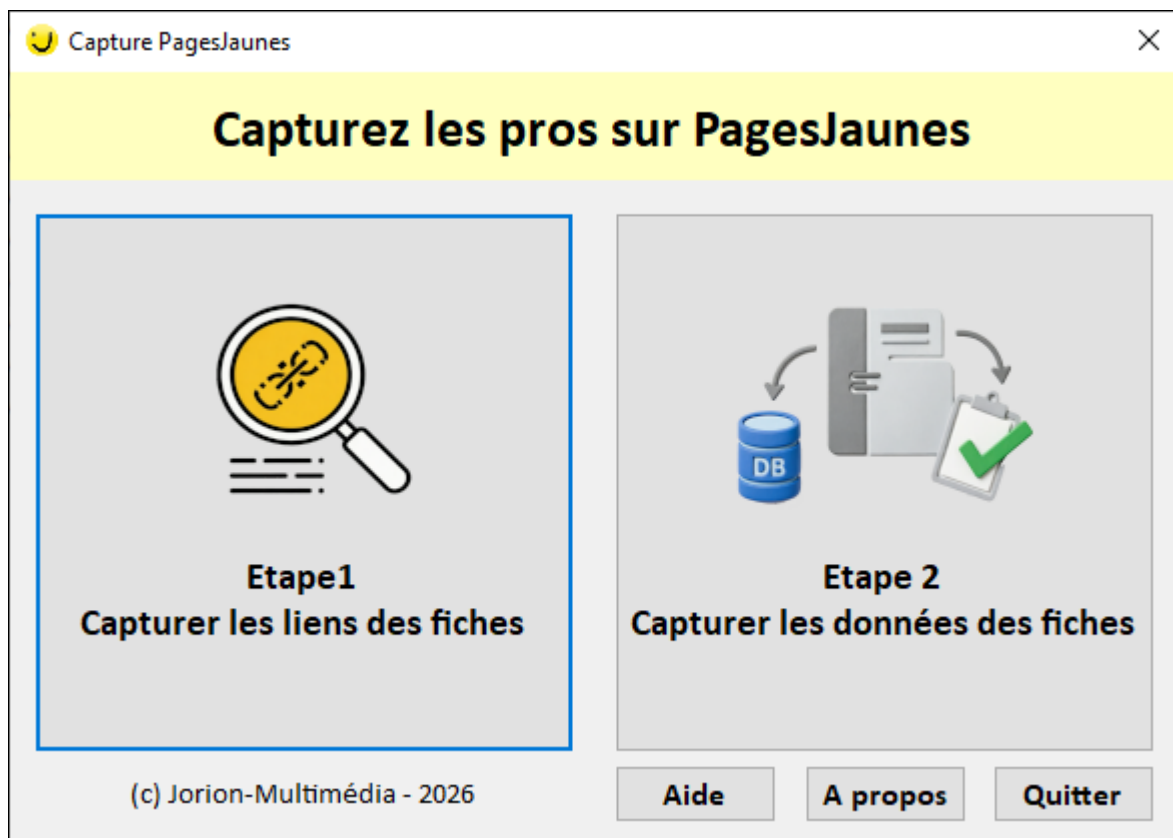 Capture PagesJaunes
Capturez les pros sur PagesJaunes
DB
Etape1
Capturer les liens des fiches
Etape 2
Capturer les données des fiches
(c) Jorion-Multimédia - 2026
Aide
A propos
Quitter